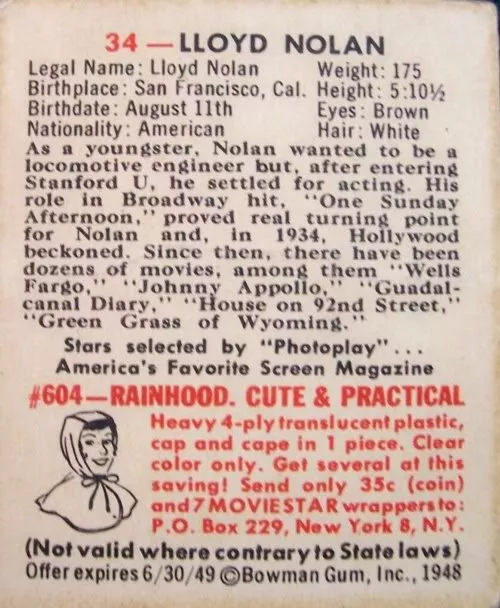 34 — LLOYD NOLAN
Legal Name: Lloyd Nolan Weight: 175
Birthplace: San Francisco, Cal. Height: 5:10½
Birthdate: August 11th Eyes: Brown
Nationality: American Hair: White
As a youngster, Nolan wanted to be a
locomotive engineer but, after entering
Stanford U, he settled for acting. His
role in Broadway hit, "One Sunday
Afternoon," proved real turning point
for Nolan and, in 1934, Hollywood
beckoned. Since then, there have been
dozens of movies, among them "Wells
Fargo," "Johnny Appollo," "Guadal-
canal Diary," "House on 92nd Street,"
"Green Grass of Wyoming."
Stars selected by "Photoplay"...
America's Favorite Screen Magazine
#604—RAINHOOD. CUTE & PRACTICAL
Heavy 4-ply translucent plastic,
cap and cape in 1 piece. Clear
color only. Get several at this
saving! Send only 35c (coin)
and 7 MOVIESTAR wrappers to:
P.O. Box 229, New York 8, N.Y.
(Not valid where contrary to State laws)
Offer expires 6/30/49 ©Bowman Gum, Inc., 1948